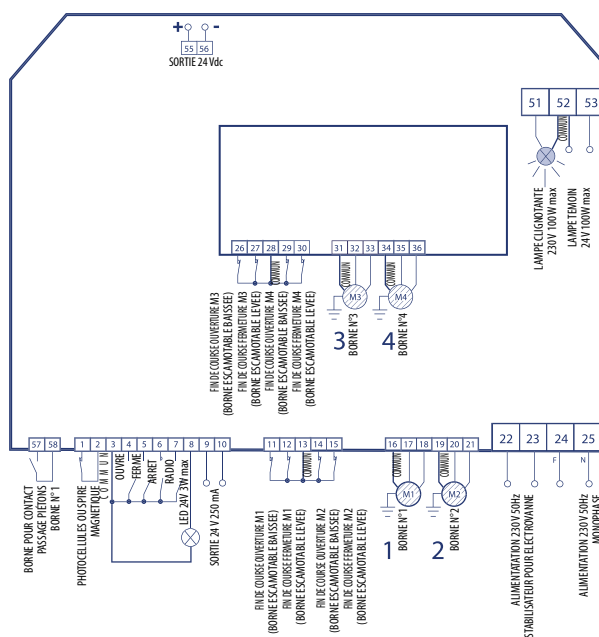 + -
55 56
SORTIE 24 Vdc
51 52 53
COMMUN
LAMPE CLIGNOTANTE
230V 100W max
LAMPE TEMOIN
24V 100W max
26 27 28 29 30
COMMUN
31 32 33 34 35 36
COMMUN
COMMUN
M3
M4
FIN DE COURSE OUVERTURE M3
(BORNE ESCAMOTABLE BAISSEE)
FIN DE COURSE FERMETURE M3
(BORNE ESCAMOTABLE LEVEE)
FIN DE COURSE OUVERTURE M4
(BORNE ESCAMOTABLE BAISSEE)
FIN DE COURSE FERMETURE M4
(BORNE ESCAMOTABLE LEVEE)
3
BORNE N°3
4
BORNE N°4
57 58
1 2 3 4 5 6 7 8 9 10
11 12 13 14 15
16 17 18 19 20 21
22 23 24 25
BORNE POUR CONTACT
PASSAGE PIÉTONS
BORNE N°1
PHOTOCELLULES OU SPIRE
MAGNETIQUE
COMMUN
OUVRE
FERME
ARRET
RADIO
LED 24V 3W max
SORTIE 24 V 250 mA
COMMUN
FIN DE COURSE OUVERTURE M1
(BORNE ESCAMOTABLE BAISSEE)
FIN DE COURSE FERMETURE M1
(BORNE ESCAMOTABLE LEVEE)
FIN DE COURSE OUVERTURE M2
(BORNE ESCAMOTABLE BAISSEE)
FIN DE COURSE FERMETURE M2
(BORNE ESCAMOTABLE LEVEE)
COMMUN
COMMUN
M1
M2
1
BORNE N°1
2
BORNE N°2
F
N
ALIMENTARATION 230V 50Hz
STABILISATEUR POUR ELECTROVANNE
ALIMENTATION 230V 50Hz
MONOPHASE